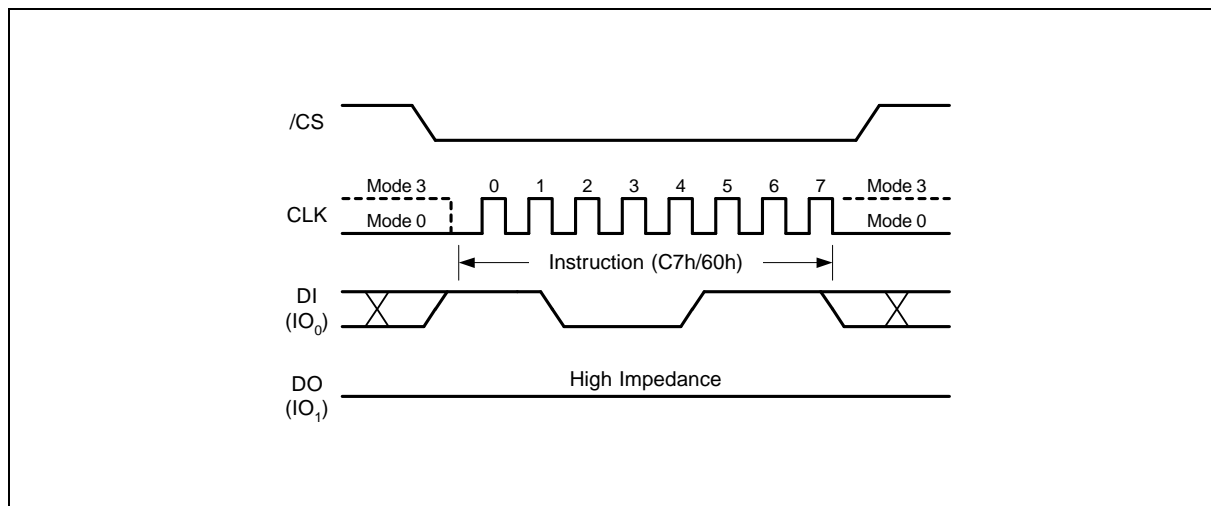 /CS
Mode 3 0 1 2 3 4 5 6 7 Mode 3
CLK
Mode 0 Mode 0
Instruction (C7h/60h)
DI
(IO₀)
High Impedance
DO
(IO₁)